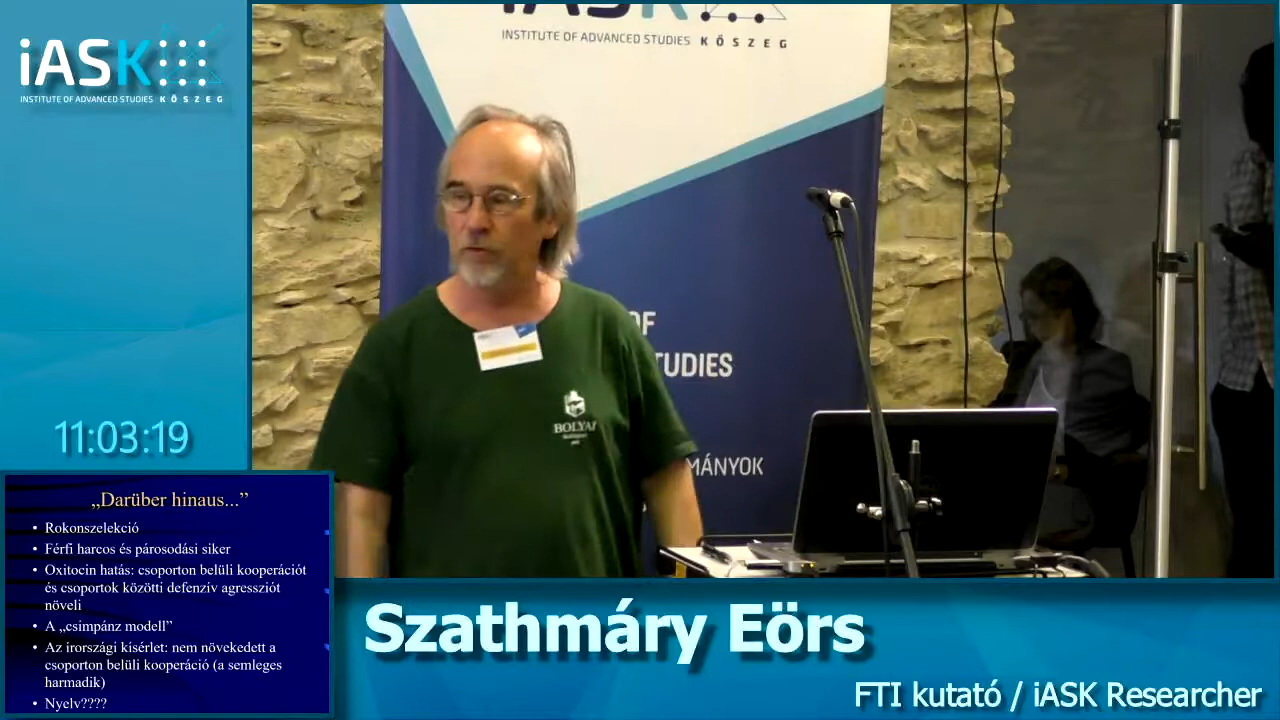 iASK
INSTITUTE OF ADVANCED STUDIES KŐSZEG
iASK
INSTITUTE OF ADVANCED STUDIES KŐSZEG
OF
TUDIES
MÁNYOK
BOLYAI
11:03:19
„Darüber hinaus...”
• Rokonszelekció
• Férfi harcos és párosodási siker
• Oxitocin hatás: csoporton belüli kooperációt
és csoportok közötti defenzív agressziót
növeli
• A „csimpánz modell”
• Az írországi kísérlet: nem növekedett a
csoporton belüli kooperáció (a semleges
harmadik)
• Nyelv????
Szathmáry Eörs
FTI kutató / iASK Researcher